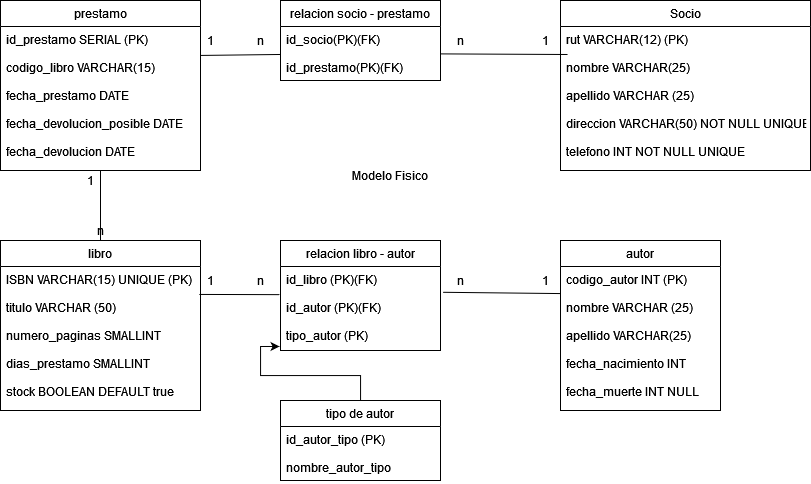 prestamo
id_prestamo SERIAL (PK)
codigo_libro VARCHAR(15)
fecha_prestamo DATE
fecha_devolucion_posible DATE
fecha_devolucion DATE
1
n
relacion socio - prestamo
id_socio(PK)(FK)
id_prestamo(PK)(FK)
n
1
Socio
rut VARCHAR(12) (PK)
nombre VARCHAR(25)
apellido VARCHAR (25)
direccion VARCHAR(50) NOT NULL UNIQUE
telefono INT NOT NULL UNIQUE
Modelo Fisico
1
n
libro
ISBN VARCHAR(15) UNIQUE (PK)
titulo VARCHAR (50)
numero_paginas SMALLINT
dias_prestamo SMALLINT
stock BOOLEAN DEFAULT true
1
n
relacion libro - autor
id_libro (PK)(FK)
id_autor (PK)(FK)
tipo_autor (PK)
n
1
autor
codigo_autor INT (PK)
nombre VARCHAR (25)
apellido VARCHAR(25)
fecha_nacimiento INT
fecha_muerte INT NULL
tipo de autor
id_autor_tipo (PK)
nombre_autor_tipo